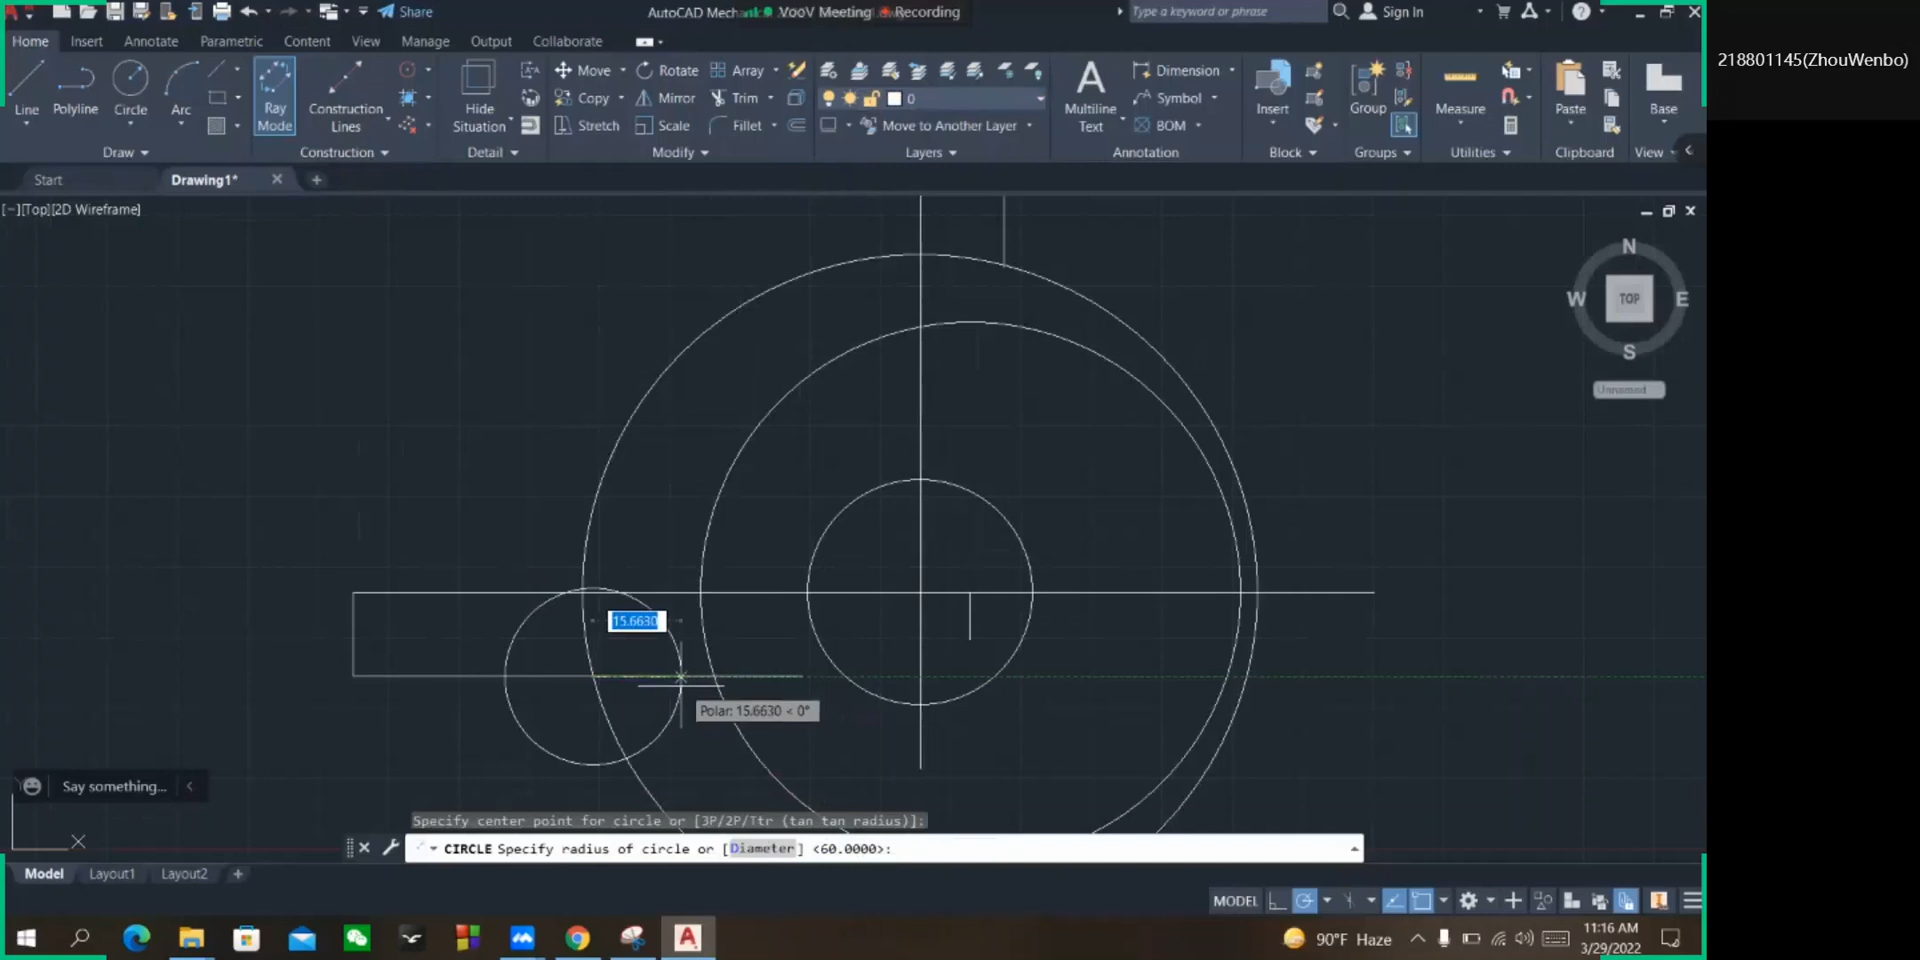 Share
AutoCAD Mechan
VooV Meeting
Recording
Type a keyword or phrase
Sign In
218801145(ZhouWenbo)
Home Insert Annotate Parametric Content View Manage Output Collaborate
Line Polyline Circle Arc
Draw
Ray Mode
Construction Lines
Construction
Hide Situation
Detail
Move Rotate Array
Copy Mirror Trim
Stretch Scale Fillet
Modify
0
Move to Another Layer
Layers
Multiline Text
Dimension
Symbol
BOM
Annotation
Insert
Block
Group
Groups
Measure
Utilities
Paste
Clipboard
Base
View
Start
Drawing1*
[−][Top][2D Wireframe]
N
W TOP E
S
Unnamed
15.6630
Polar: 15.6630 < 0°
Say something...
Specify center point for circle or [3P/2P/Ttr (tan tan radius)]:
CIRCLE Specify radius of circle or [Diameter] <60.0000>:
Model Layout1 Layout2
MODEL
90°F Haze
11:16 AM
3/29/2022